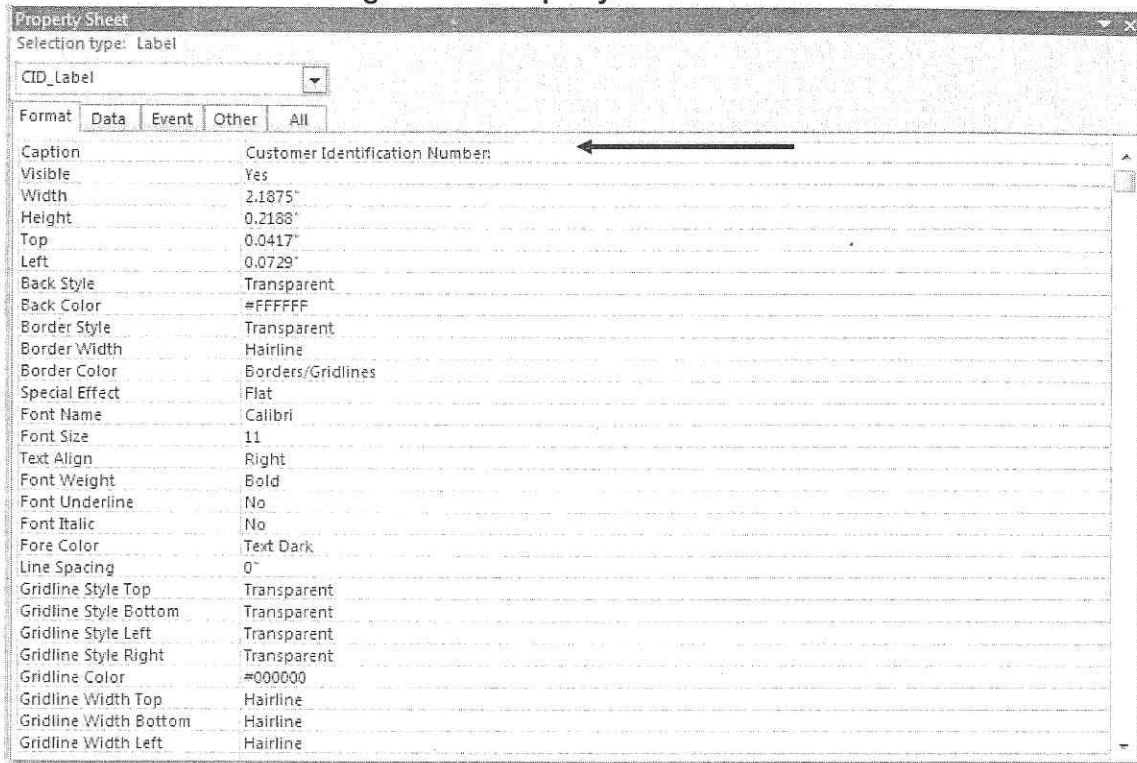 Property Sheet
Selection type: Label
CID_Label
Format Data Event Other All
Caption Customer Identification Number:
Visible Yes
Width 2.1875"
Height 0.2188"
Top 0.0417"
Left 0.0729"
Back Style Transparent
Back Color #FFFFFF
Border Style Transparent
Border Width Hairline
Border Color Borders/Gridlines
Special Effect Flat
Font Name Calibri
Font Size 11
Text Align Right
Font Weight Bold
Font Underline No
Font Italic No
Fore Color Text Dark
Line Spacing 0"
Gridline Style Top Transparent
Gridline Style Bottom Transparent
Gridline Style Left Transparent
Gridline Style Right Transparent
Gridline Color #000000
Gridline Width Top Hairline
Gridline Width Bottom Hairline
Gridline Width Left Hairline